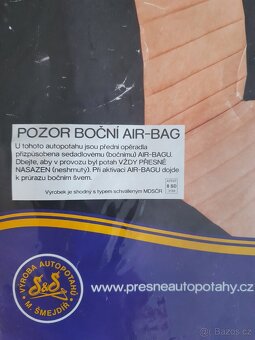 POZOR BOČNÍ AIR-BAG
U tohoto autopotahu jsou přední opěradla
přizpůsobena sedadlovému (bočnímu) AIR-BAGU.
Dbejte, aby v provozu byl potah VŽDY PŘESNĚ
NASAZEN (neshrnutý). Při aktivaci AIR-BAGU dojde
k průrazu bočním švem.
Výrobek je shodný s typem schváleným MDSČR
VÝROBA AUTOPOTAHŮ
S&S
M. ŠMEJDÍŘ
www.presneautopotahy.cz
Bazoš.cz